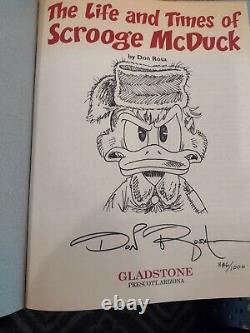 The Life and Times of
Scrooge McDuck
by Don Rosa
Don Rosa
GLADSTONE
PRESCOTT, ARIZONA